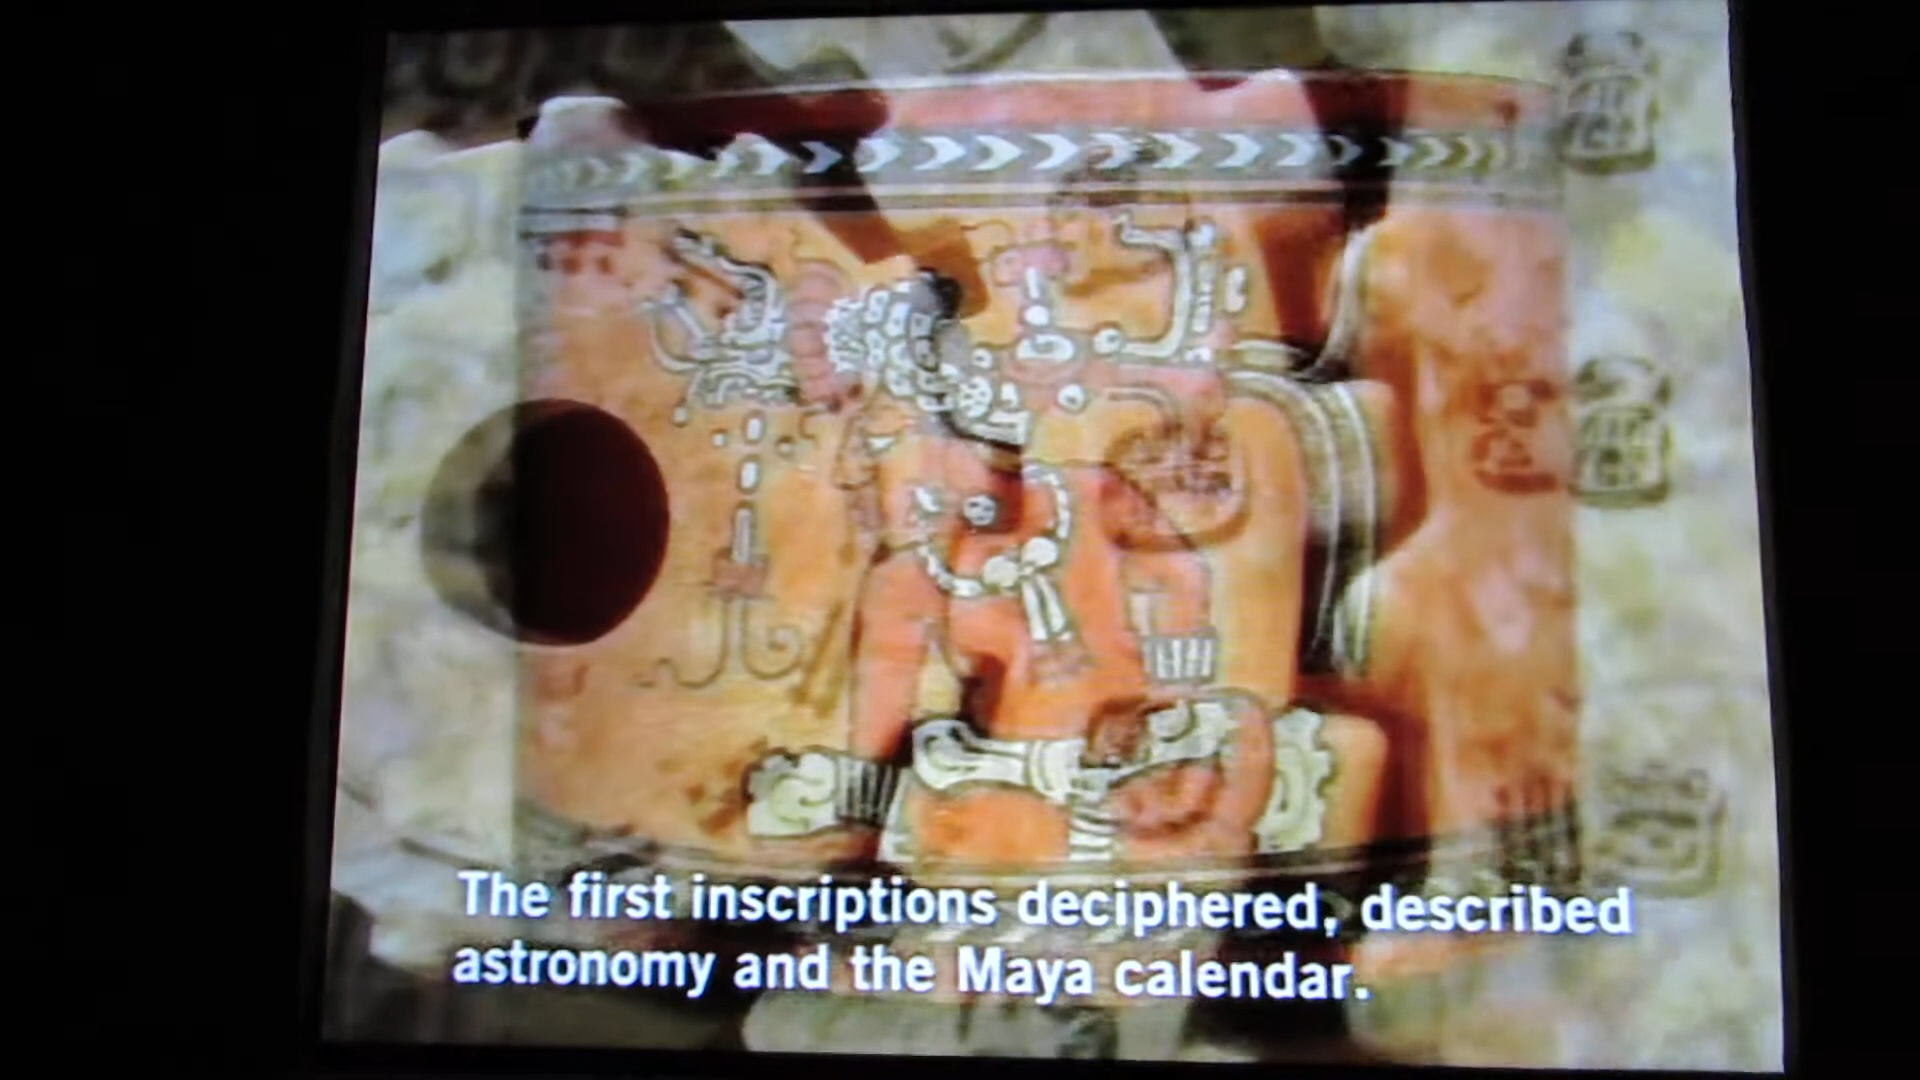 The first inscriptions deciphered, described
astronomy and the Maya calendar.